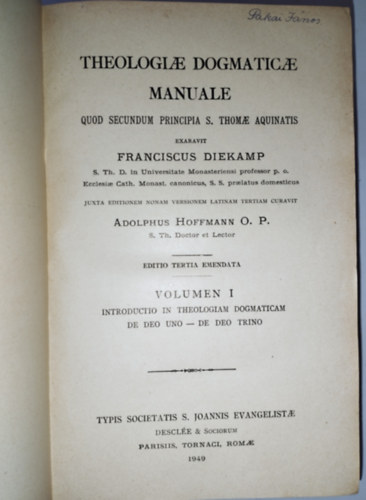 Pákai János
THEOLOGIÆ DOGMATICÆ
MANUALE
QUOD SECUNDUM PRINCIPIA S. THOMÆ AQUINATIS
EXARAVIT
FRANCISCUS DIEKAMP
S. Th. D. in Universitate Monasteriensi professor p. o.
Ecclesiæ Cath. Monast. canonicus, S. S. prælatus domesticus
JUXTA EDITIONEM NONAM VERSIONEM LATINAM TERTIAM CURAVIT
ADOLPHUS HOFFMANN O. P.
S. Th. Doctor et Lector
EDITIO TERTIA EMENDATA
VOLUMEN I
INTRODUCTIO IN THEOLOGIAM DOGMATICAM
DE DEO UNO — DE DEO TRINO
TYPIS SOCIETATIS S. JOANNIS EVANGELISTÆ
DESCLÉE & SOCIORUM
PARISIIS, TORNACI, ROMÆ
1949